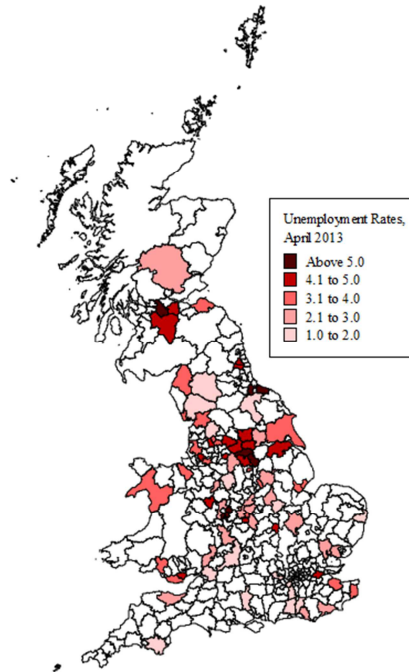 Unemployment Rates,
April 2013
Above 5.0
4.1 to 5.0
3.1 to 4.0
2.1 to 3.0
1.0 to 2.0